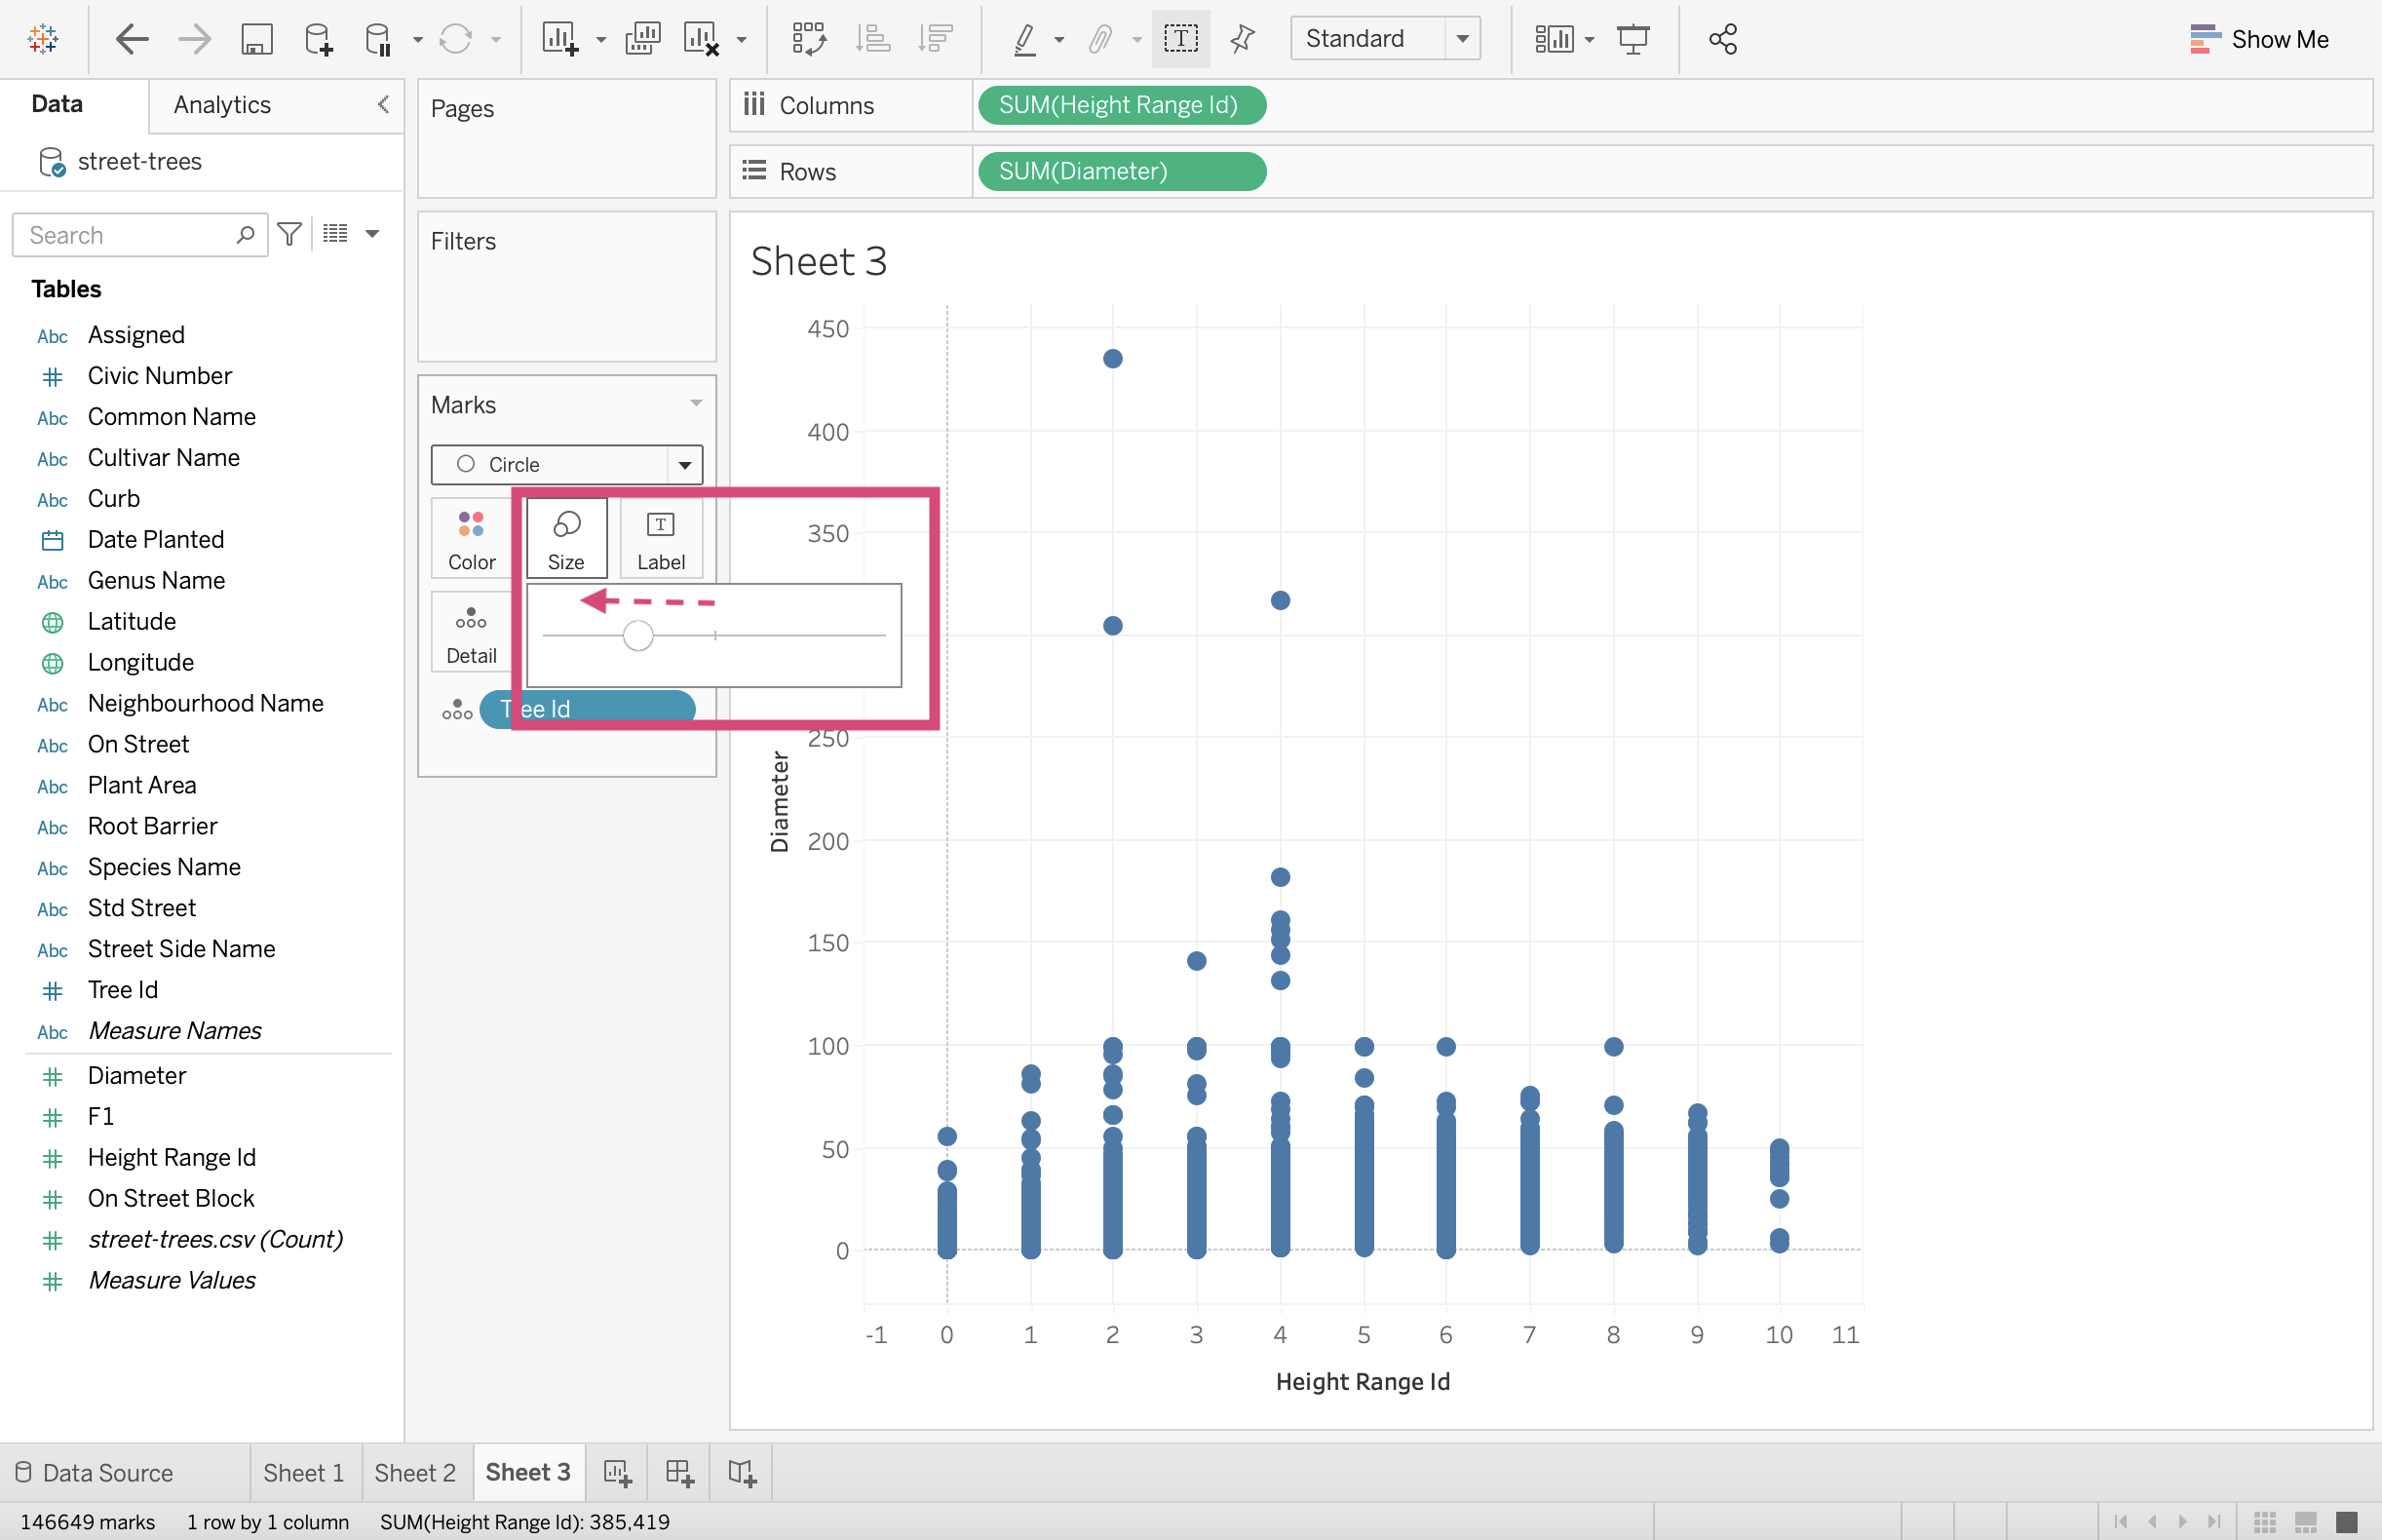 Standard
Show Me
Data
Analytics
street-trees
Search
Tables
Abc Assigned
Civic Number
Abc Common Name
Abc Cultivar Name
Abc Curb
Date Planted
Abc Genus Name
Latitude
Longitude
Abc Neighbourhood Name
Abc On Street
Abc Plant Area
Abc Root Barrier
Abc Species Name
Abc Std Street
Abc Street Side Name
Tree Id
Abc Measure Names
Diameter
F1
Height Range Id
On Street Block
street-trees.csv (Count)
Measure Values
Pages
Filters
Marks
Circle
Color Size T Label
Detail
Tree Id
Columns SUM(Height Range Id)
Rows SUM(Diameter)
Sheet 3
450
400
350
250
200
150
100
50
0
Diameter
-1 0 1 2 3 4 5 6 7 8 9 10 11
Height Range Id
Data Source Sheet 1 Sheet 2 Sheet 3
146649 marks 1 row by 1 column SUM(Height Range Id): 385,419